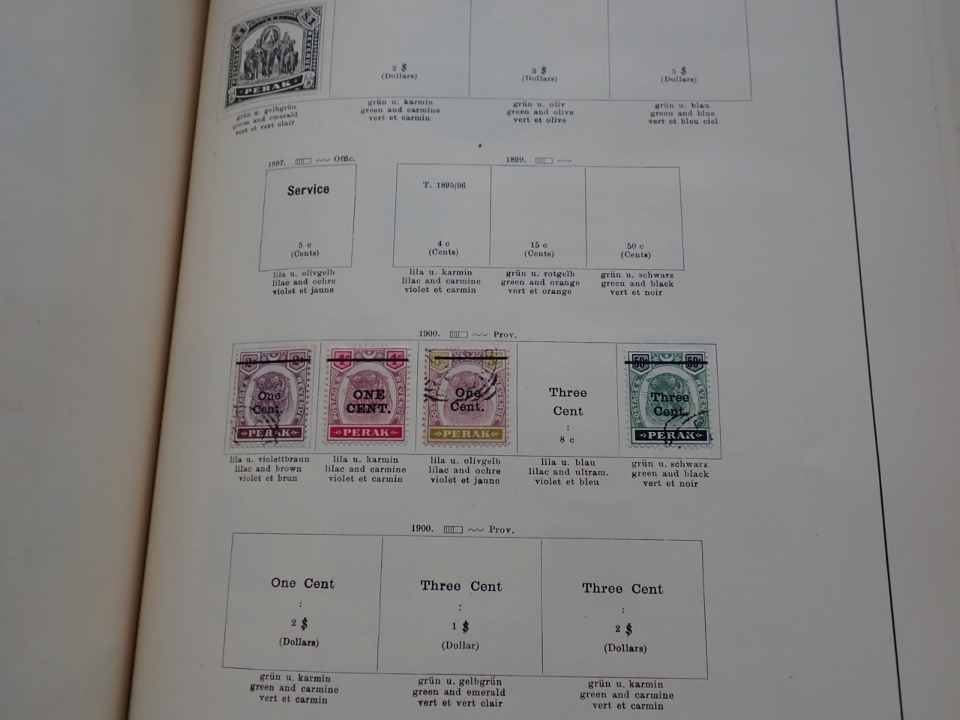 $1 $1
POSTAGE & REVENUE
PERAK
2 $ 3 $ 5 $
(Dollars) (Dollars) (Dollars)
grün u. gelbgrün grün u. karmin grün u. oliv grün u. blau
green and emerald green and carmine green and olive green and blue
vert et vert clair vert et carmin vert et olive vert et bleu ciel
1897. Offic. 1899.
Service T. 1895/96
5 c 4 c 15 c 50 c
(Cents) (Cents) (Cents) (Cents)
lila u. olivgelb lila u. karmin grün u. rotgelb grün u. schwarz
lilac and ochre lilac and carmine green and orange green and black
violet et jaune violet et carmin vert et orange vert et noir
1900. Prov.
One Cent.
PERAK
ONE CENT.
PERAK
One Cent.
PERAK
Three
Cent
:
8 c
50c 50c
Three Cent.
PERAK
lila u. violettbraun lila u. karmin lila u. olivgelb lila u. blau grün u. schwarz
lilac and brown lilac and carmine lilac and ochre lilac and ultram. green aud black
violet et brun violet et carmin violet et jaune violet et bleu vert et noir
1900. Prov.
One Cent Three Cent Three Cent
: : :
2 $ 1 $ 2 $
(Dollars) (Dollar) (Dollars)
grün u. karmin grün u. gelbgrün grün u. karmin
green and carmine green and emerald green and carmine
vert et carmin vert et vert clair vert et carmin